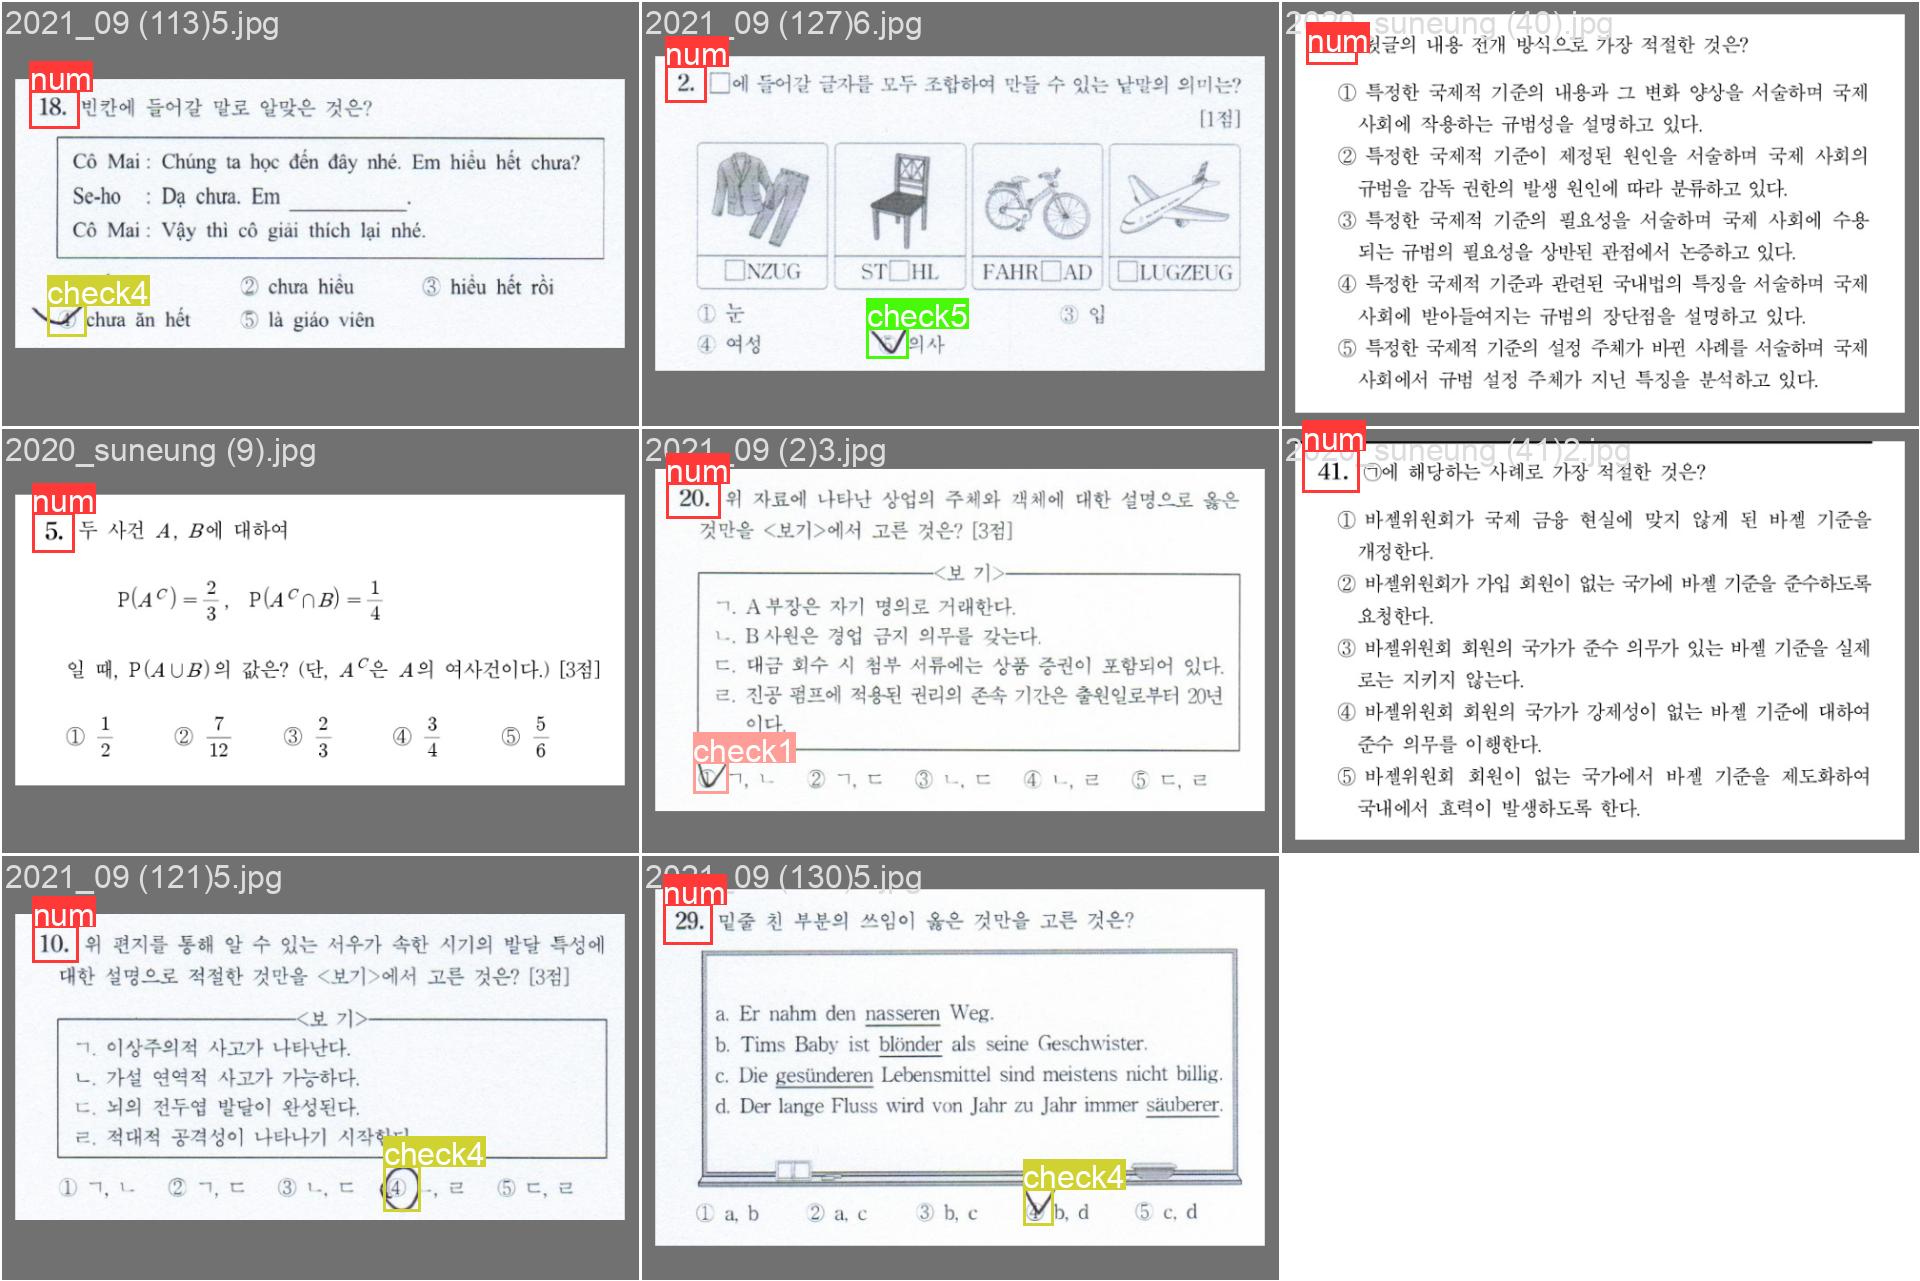 2021_09 (113)5.jpg
num
18. 빈칸에 들어갈 말로 알맞은 것은?
Cô Mai : Chúng ta học đến đây nhé. Em hiểu hết chưa?
Se-ho : Dạ chưa. Em ____________.
Cô Mai : Vậy thì cô giải thích lại nhé.
② chưa hiểu ③ hiểu hết rồi
check4
④ chưa ăn hết ⑤ là giáo viên
2021_09 (127)6.jpg
num
2. □에 들어갈 글자를 모두 조합하여 만들 수 있는 낱말의 의미는?
[1점]
□NZUG ST□HL FAHR□AD □LUGZEUG
① 눈 ③ 입
check5
④ 여성 ⑤ 의사
2020_suneung (40).jpg
num
윗글의 내용 전개 방식으로 가장 적절한 것은?
① 특정한 국제적 기준의 내용과 그 변화 양상을 서술하며 국제
사회에 작용하는 규범성을 설명하고 있다.
② 특정한 국제적 기준이 제정된 원인을 서술하며 국제 사회의
규범을 감독 권한의 발생 원인에 따라 분류하고 있다.
③ 특정한 국제적 기준의 필요성을 서술하며 국제 사회에 수용
되는 규범의 필요성을 상반된 관점에서 논증하고 있다.
④ 특정한 국제적 기준과 관련된 국내법의 특징을 서술하며 국제
사회에 받아들여지는 규범의 장단점을 설명하고 있다.
⑤ 특정한 국제적 기준의 설정 주체가 바뀐 사례를 서술하며 국제
사회에서 규범 설정 주체가 지닌 특징을 분석하고 있다.
2020_suneung (9).jpg
num
5. 두 사건 A, B에 대하여
P(A^C) = 2/3, P(A^C∩B) = 1/4
일 때, P(A∪B)의 값은? (단, A^C은 A의 여사건이다.) [3점]
① 1/2 ② 7/12 ③ 2/3 ④ 3/4 ⑤ 5/6
2021_09 (2)3.jpg
num
20. 위 자료에 나타난 상업의 주체와 객체에 대한 설명으로 옳은
것만을 <보기>에서 고른 것은? [3점]
<보 기>
ㄱ. A부장은 자기 명의로 거래한다.
ㄴ. B사원은 경업 금지 의무를 갖는다.
ㄷ. 대금 회수 시 첨부 서류에는 상품 증권이 포함되어 있다.
ㄹ. 진공 펌프에 적용된 권리의 존속 기간은 출원일로부터 20년
이다.
check1
① ㄱ, ㄴ ② ㄱ, ㄷ ③ ㄴ, ㄷ ④ ㄴ, ㄹ ⑤ ㄷ, ㄹ
2020_suneung (41)2.jpg
num
41. ㉠에 해당하는 사례로 가장 적절한 것은?
① 바젤위원회가 국제 금융 현실에 맞지 않게 된 바젤 기준을
개정한다.
② 바젤위원회가 가입 회원이 없는 국가에 바젤 기준을 준수하도록
요청한다.
③ 바젤위원회 회원의 국가가 준수 의무가 있는 바젤 기준을 실제
로는 지키지 않는다.
④ 바젤위원회 회원의 국가가 강제성이 없는 바젤 기준에 대하여
준수 의무를 이행한다.
⑤ 바젤위원회 회원이 없는 국가에서 바젤 기준을 제도화하여
국내에서 효력이 발생하도록 한다.
2021_09 (121)5.jpg
num
10. 위 편지를 통해 알 수 있는 서우가 속한 시기의 발달 특성에
대한 설명으로 적절한 것만을 <보기>에서 고른 것은? [3점]
<보 기>
ㄱ. 이상주의적 사고가 나타난다.
ㄴ. 가설 연역적 사고가 가능하다.
ㄷ. 뇌의 전두엽 발달이 완성된다.
ㄹ. 적대적 공격성이 나타나기 시작한다.
check4
① ㄱ, ㄴ ② ㄱ, ㄷ ③ ㄴ, ㄷ ④ ㄴ, ㄹ ⑤ ㄷ, ㄹ
2021_09 (130)5.jpg
num
29. 밑줄 친 부분의 쓰임이 옳은 것만을 고른 것은?
a. Er nahm den nasseren Weg.
b. Tims Baby ist blönder als seine Geschwister.
c. Die gesünderen Lebensmittel sind meistens nicht billig.
d. Der lange Fluss wird von Jahr zu Jahr immer säuberer.
check4
① a, b ② a, c ③ b, c ④ b, d ⑤ c, d